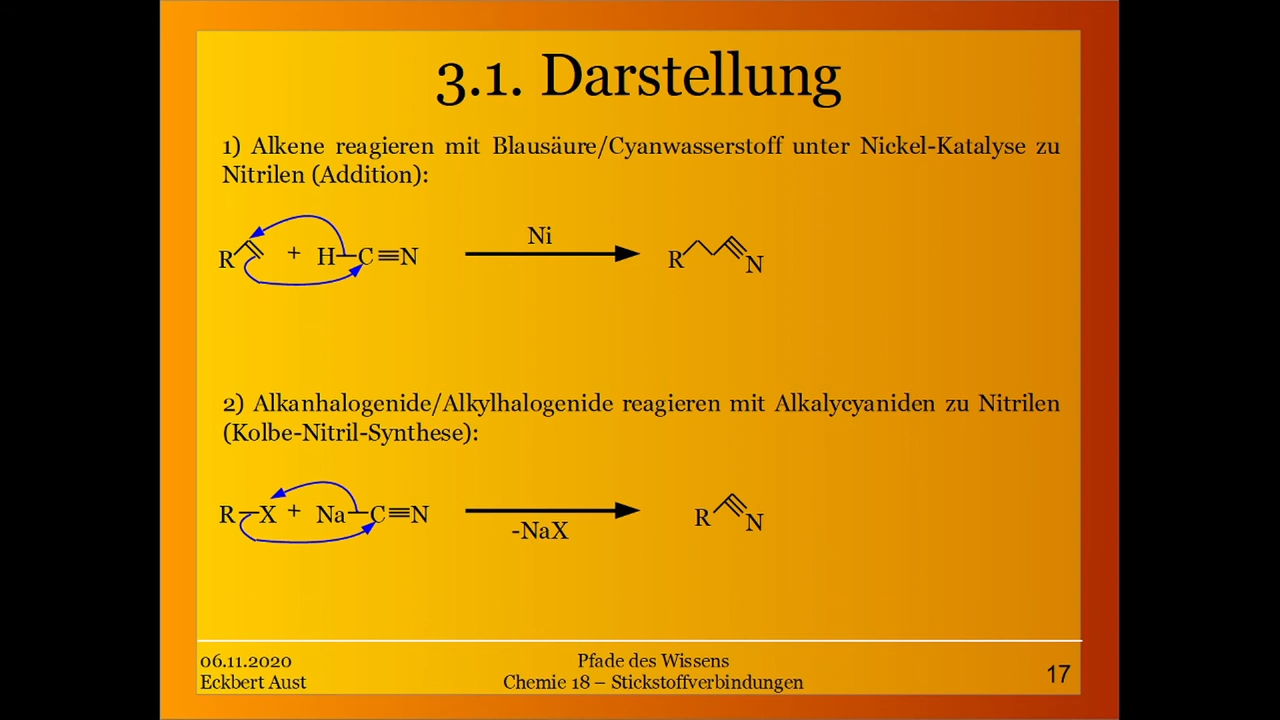 3.1. Darstellung
1) Alkene reagieren mit Blausäure/Cyanwasserstoff unter Nickel-Katalyse zu
Nitrilen (Addition):
R + H C≡N Ni R N
2) Alkanhalogenide/Alkylhalogenide reagieren mit Alkalycyaniden zu Nitrilen
(Kolbe-Nitril-Synthese):
R–X + Na–C≡N -NaX R N
06.11.2020
Eckbert Aust
Pfade des Wissens
Chemie 18 – Stickstoffverbindungen
17